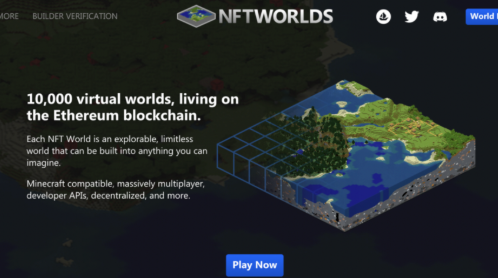 MORE BUILDER VERIFICATION
NFTWORLDS
World
10,000 virtual worlds, living on
the Ethereum blockchain.
Each NFT World is an explorable, limitless
world that can be built into anything you can
imagine.
Minecraft compatible, massively multiplayer,
developer APIs, decentralized, and more.
Play Now